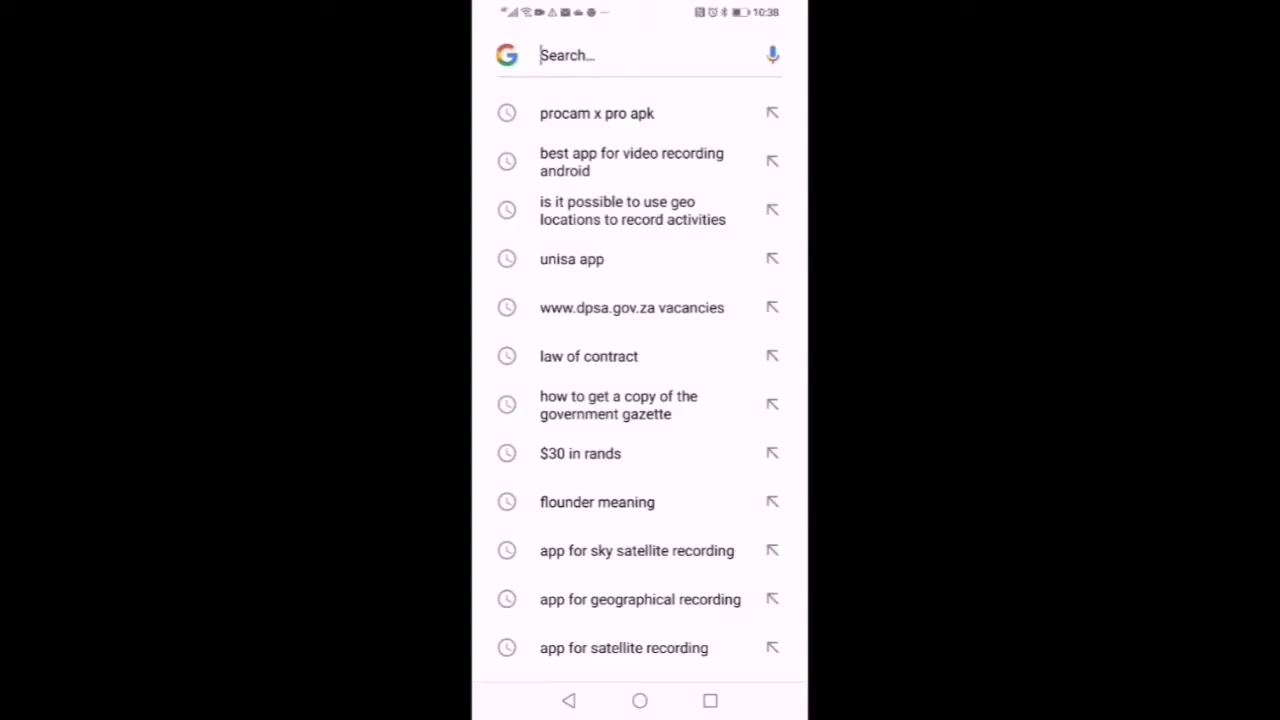 10:38
Search...
procam x pro apk
best app for video recording
android
is it possible to use geo
locations to record activities
unisa app
www.dpsa.gov.za vacancies
law of contract
how to get a copy of the
government gazette
$30 in rands
flounder meaning
app for sky satellite recording
app for geographical recording
app for satellite recording